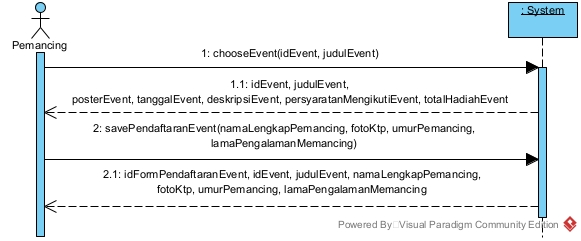 : System
Pemancing
1: chooseEvent(idEvent, judulEvent)
1.1: idEvent, judulEvent,
posterEvent, tanggalEvent, deskripsiEvent, persyaratanMengikutiEvent, totalHadiahEvent
2: savePendaftaranEvent(namaLengkapPemancing, fotoKtp, umurPemancing,
lamaPengalamanMemancing)
2.1: idFormPendaftaranEvent, idEvent, judulEvent, namaLengkapPemancing,
fotoKtp, umurPemancing, lamaPengalamanMemancing
Powered By Visual Paradigm Community Edition